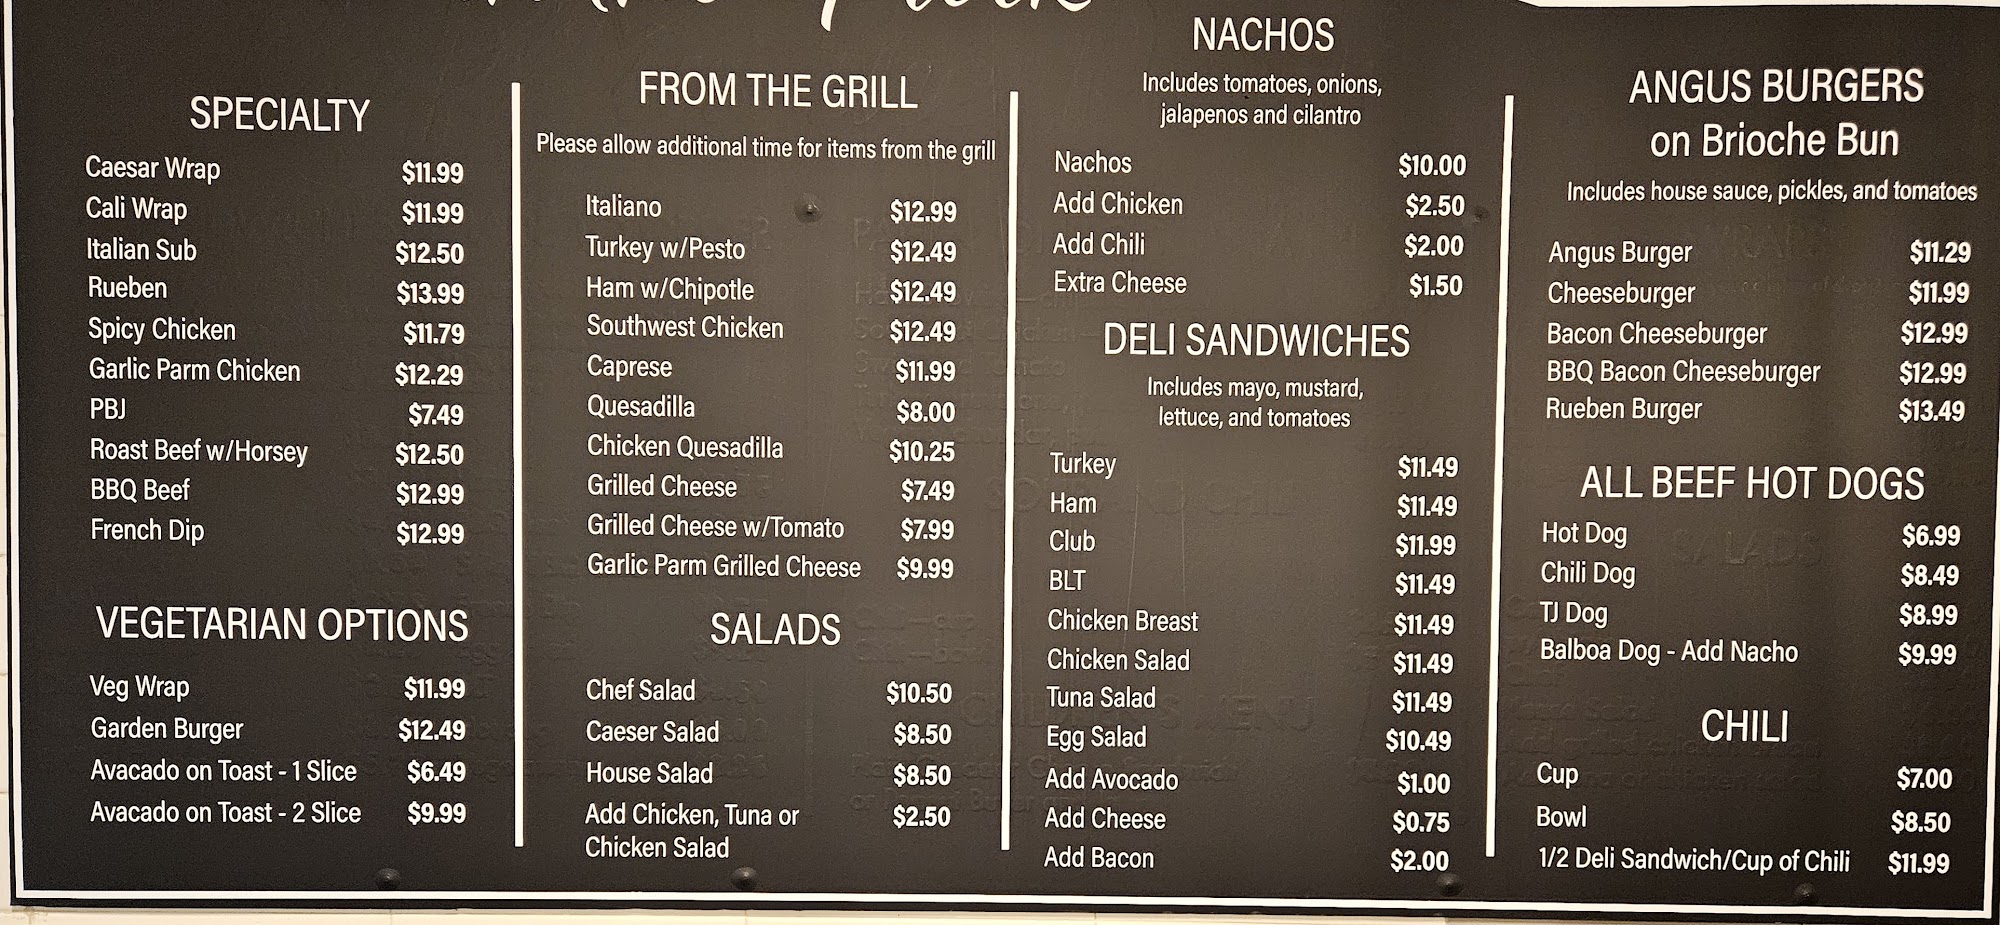 SPECIALTY
Caesar Wrap $11.99
Cali Wrap $11.99
Italian Sub $12.50
Rueben $13.99
Spicy Chicken $11.79
Garlic Parm Chicken $12.29
PBJ $7.49
Roast Beef w/Horsey $12.50
BBQ Beef $12.99
French Dip $12.99
VEGETARIAN OPTIONS
Veg Wrap $11.99
Garden Burger $12.49
Avacado on Toast - 1 Slice $6.49
Avacado on Toast - 2 Slice $9.99
FROM THE GRILL
Please allow additional time for items from the grill
Italiano $12.99
Turkey w/Pesto $12.49
Ham w/Chipotle $12.49
Southwest Chicken $12.49
Caprese $11.99
Quesadilla $8.00
Chicken Quesadilla $10.25
Grilled Cheese $7.49
Grilled Cheese w/Tomato $7.99
Garlic Parm Grilled Cheese $9.99
SALADS
Chef Salad $10.50
Caeser Salad $8.50
House Salad $8.50
Add Chicken, Tuna or $2.50
Chicken Salad
NACHOS
Includes tomatoes, onions,
jalapenos and cilantro
Nachos $10.00
Add Chicken $2.50
Add Chili $2.00
Extra Cheese $1.50
DELI SANDWICHES
Includes mayo, mustard,
lettuce, and tomatoes
Turkey $11.49
Ham $11.49
Club $11.99
BLT $11.49
Chicken Breast $11.49
Chicken Salad $11.49
Tuna Salad $11.49
Egg Salad $10.49
Add Avocado $1.00
Add Cheese $0.75
Add Bacon $2.00
ANGUS BURGERS
on Brioche Bun
Includes house sauce, pickles, and tomatoes
Angus Burger $11.29
Cheeseburger $11.99
Bacon Cheeseburger $12.99
BBQ Bacon Cheeseburger $12.99
Rueben Burger $13.49
ALL BEEF HOT DOGS
Hot Dog $6.99
Chili Dog $8.49
TJ Dog $8.99
Balboa Dog - Add Nacho $9.99
CHILI
Cup $7.00
Bowl $8.50
1/2 Deli Sandwich/Cup of Chili $11.99